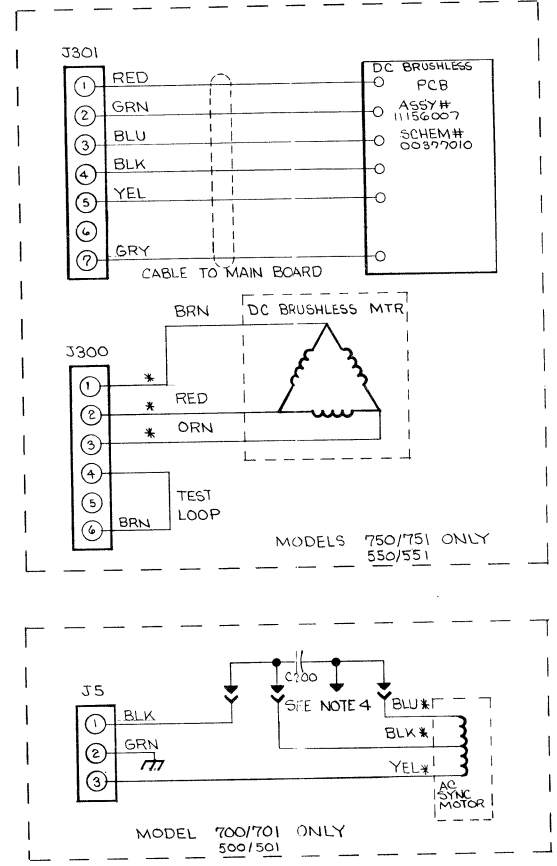 J301
1 RED
2 GRN
3 BLU
4 BLK
5 YEL
6
7 GRY
DC BRUSHLESS
PCB
ASSY#
11156007
SCHEM#
00377010
CABLE TO MAIN BOARD
BRN
DC BRUSHLESS MTR
J300
1 *
2 * RED
3 * ORN
4
5
6 BRN
TEST
LOOP
MODELS 750/751 ONLY
550/551
C200
J5
SEE NOTE 4
1 BLK
2 GRN
3
BLU*
BLK*
YEL*
AC
SYNC
MOTOR
MODEL 700/701 ONLY
500/501